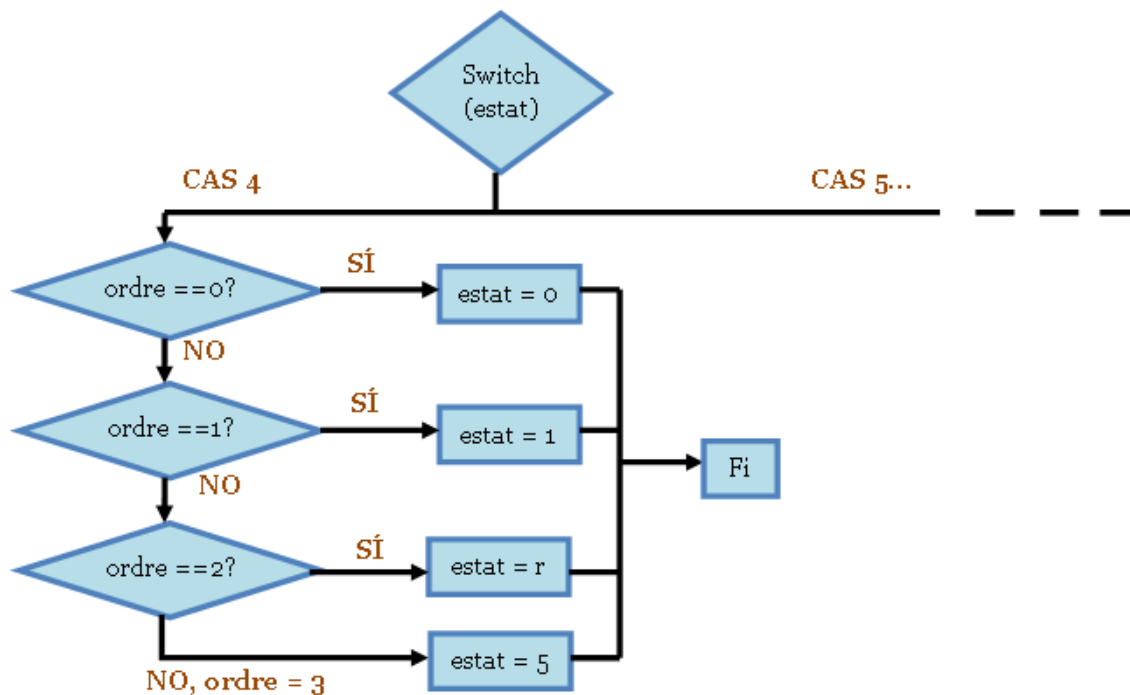 Switch
(estat)
CAS 4
CAS 5...
ordre ==0?
SÍ
estat = 0
NO
ordre ==1?
SÍ
estat = 1
Fi
NO
ordre ==2?
SÍ
estat = r
estat = 5
NO, ordre = 3